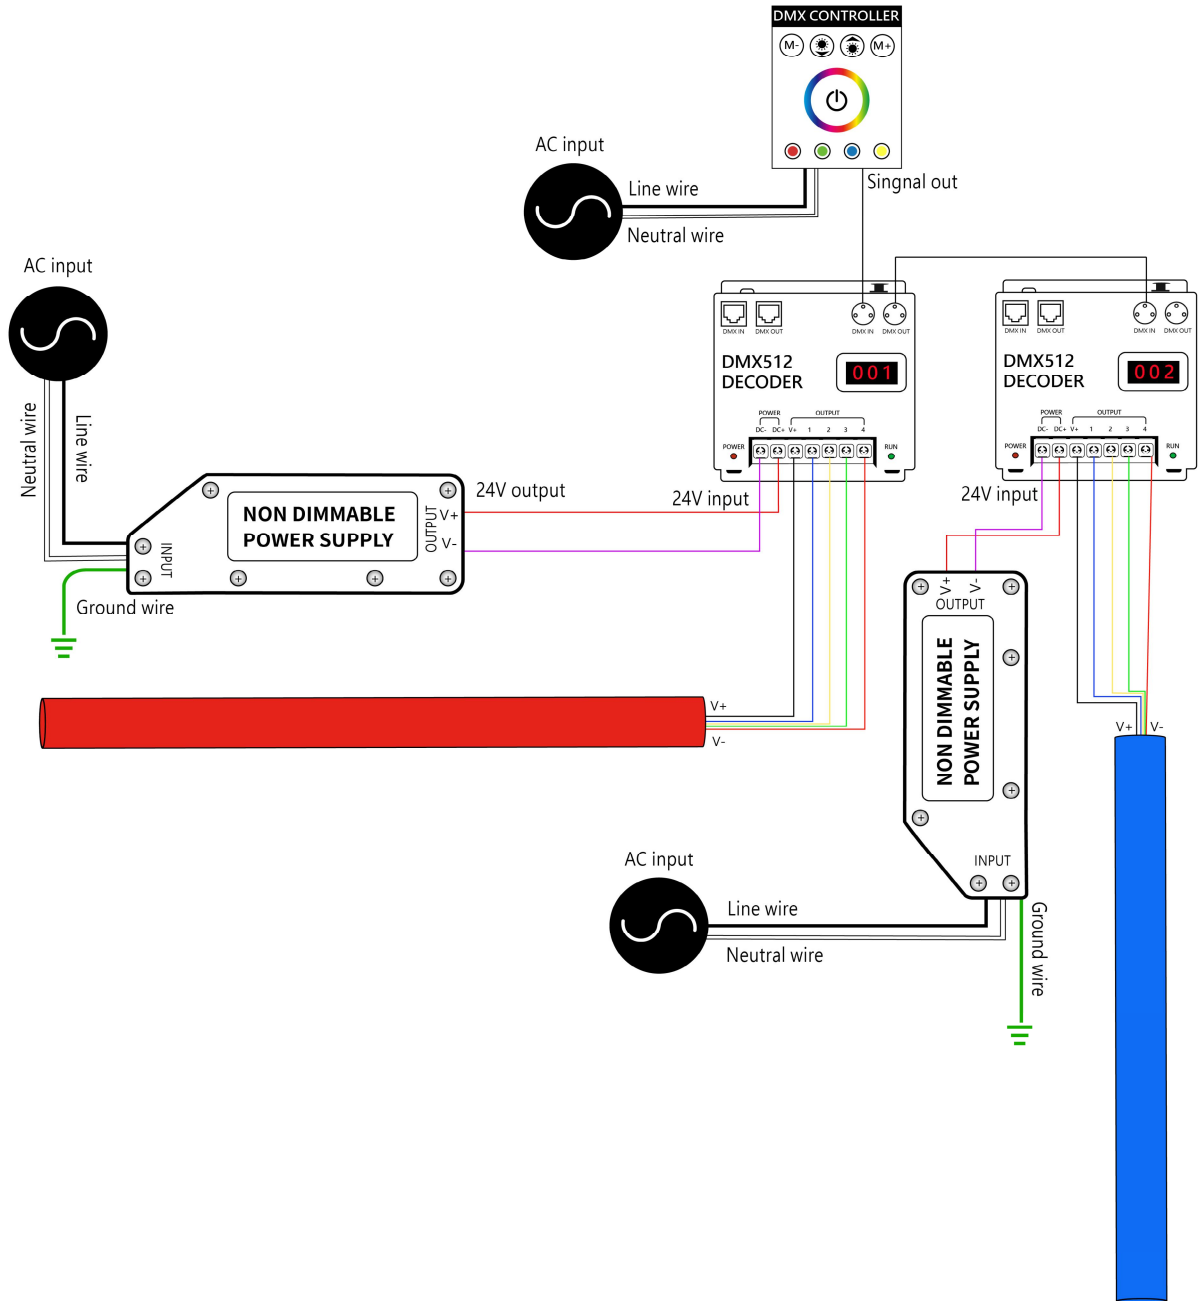 DMX CONTROLLER
M-
M+
AC input
Line wire
Neutral wire
Singnal out
AC input
Neutral wire
Line wire
DMX IN
DMX OUT
DMX IN
DMX OUT
DMX512
DECODER
001
POWER
OUTPUT
DC-
DC+
V+
1
2
3
4
POWER
RUN
DMX IN
DMX OUT
DMX IN
DMX OUT
DMX512
DECODER
002
POWER
OUTPUT
DC-
DC+
V+
1
2
3
4
POWER
RUN
24V output
24V input
24V input
NON DIMMABLE
POWER SUPPLY
INPUT
OUTPUT
V+
V-
Ground wire
V+
V-
OUTPUT
NON DIMMABLE
POWER SUPPLY
INPUT
V+
V-
V+
V-
AC input
Line wire
Neutral wire
Ground wire